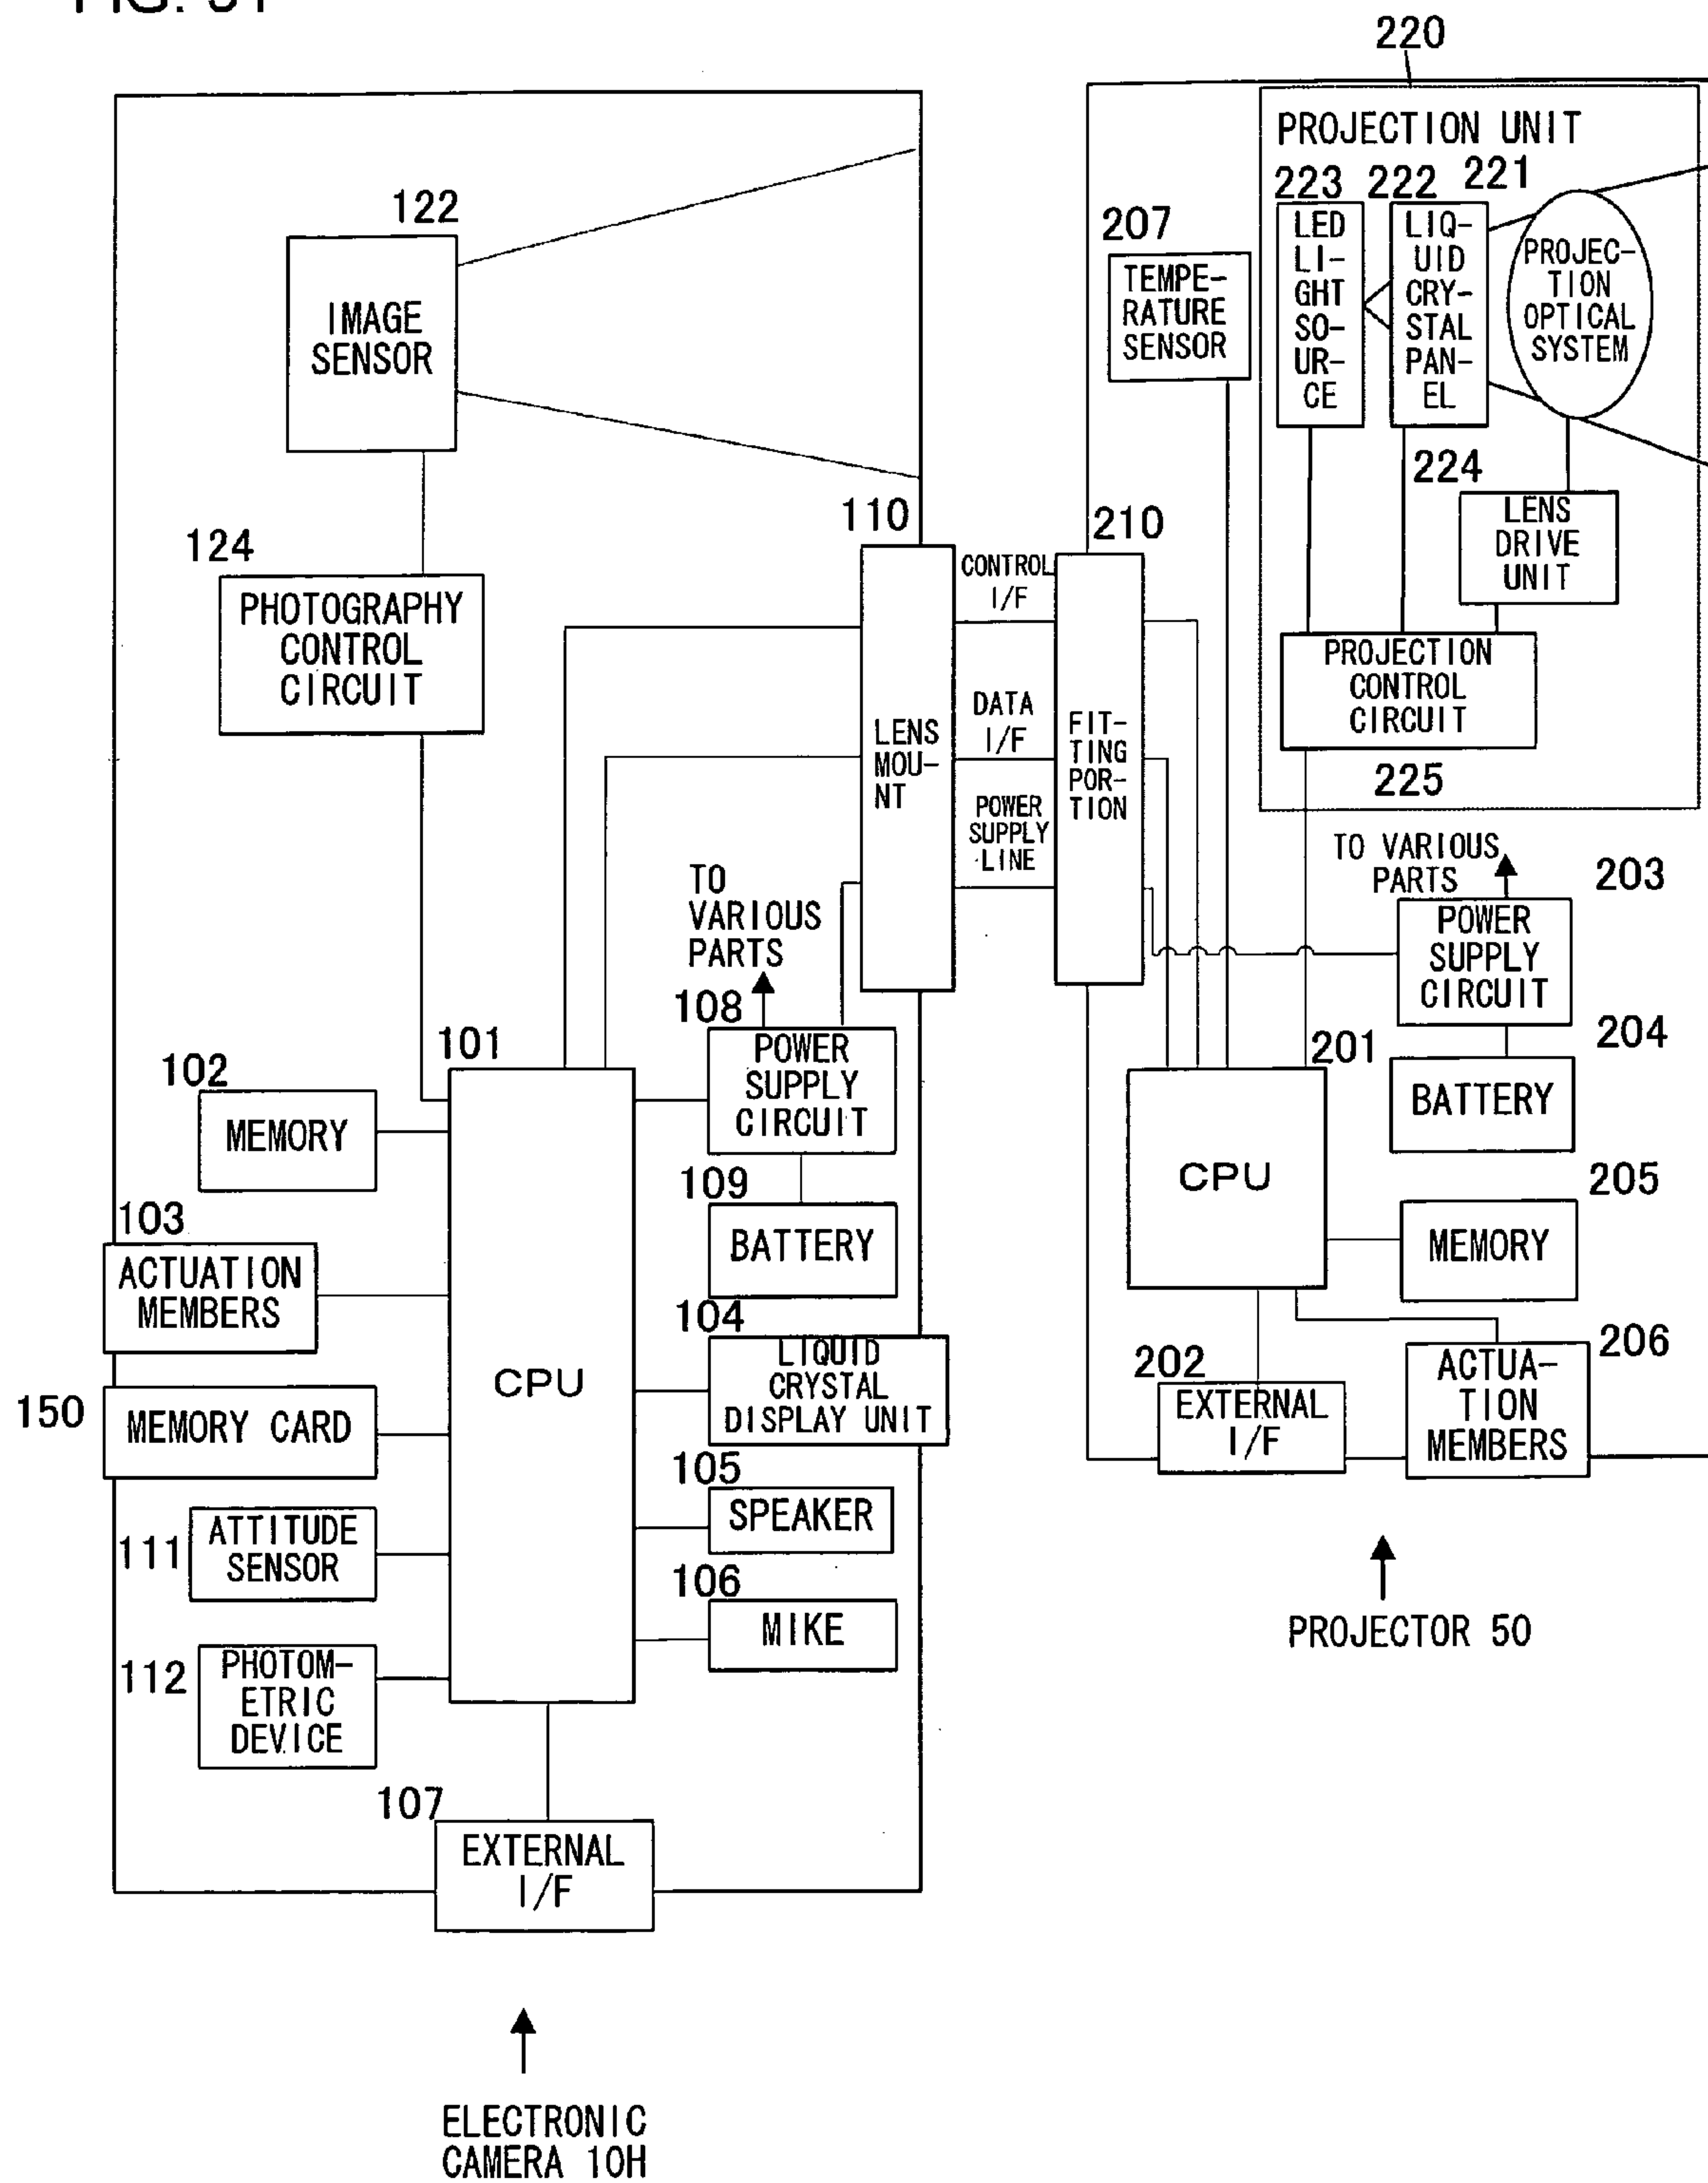 220
PROJECTION UNIT
223
222
221
LED
LI-
GHT
SO-
UR-
CE
LIQ-
UID
CRY-
STAL
PAN-
EL
PROJEC-
TION
OPTICAL
SYSTEM
207
TEMPE-
RATURE
SENSOR
224
LENS
DRIVE
UNIT
PROJECTION
CONTROL
CIRCUIT
225
122
IMAGE
SENSOR
124
PHOTOGRAPHY
CONTROL
CIRCUIT
110
LENS
MOU-
NT
CONTROL
I/F
DATA
I/F
POWER
SUPPLY
LINE
210
FIT-
TING
POR-
TION
TO VARIOUS
PARTS
203
POWER
SUPPLY
CIRCUIT
204
BATTERY
201
CPU
205
MEMORY
206
ACTUA-
TION
MEMBERS
202
EXTERNAL
I/F
PROJECTOR 50
TO
VARIOUS
PARTS
108
POWER
SUPPLY
CIRCUIT
109
BATTERY
101
CPU
102
MEMORY
103
ACTUATION
MEMBERS
150
MEMORY CARD
111
ATTITUDE
SENSOR
112
PHOTOM-
ETRIC
DEVICE
104
LIQUID
CRYSTAL
DISPLAY UNIT
105
SPEAKER
106
MIKE
107
EXTERNAL
I/F
ELECTRONIC
CAMERA 10H